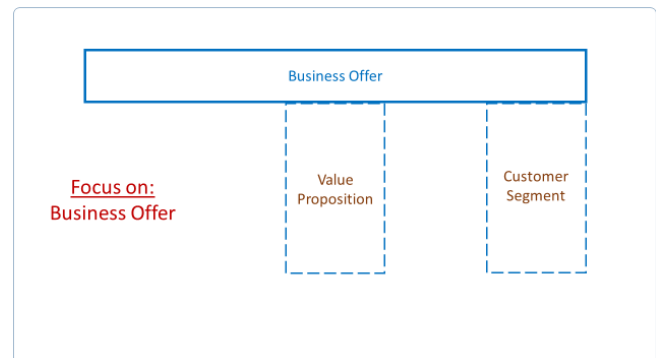 Business Offer
Focus on:
Business Offer
Value
Proposition
Customer
Segment